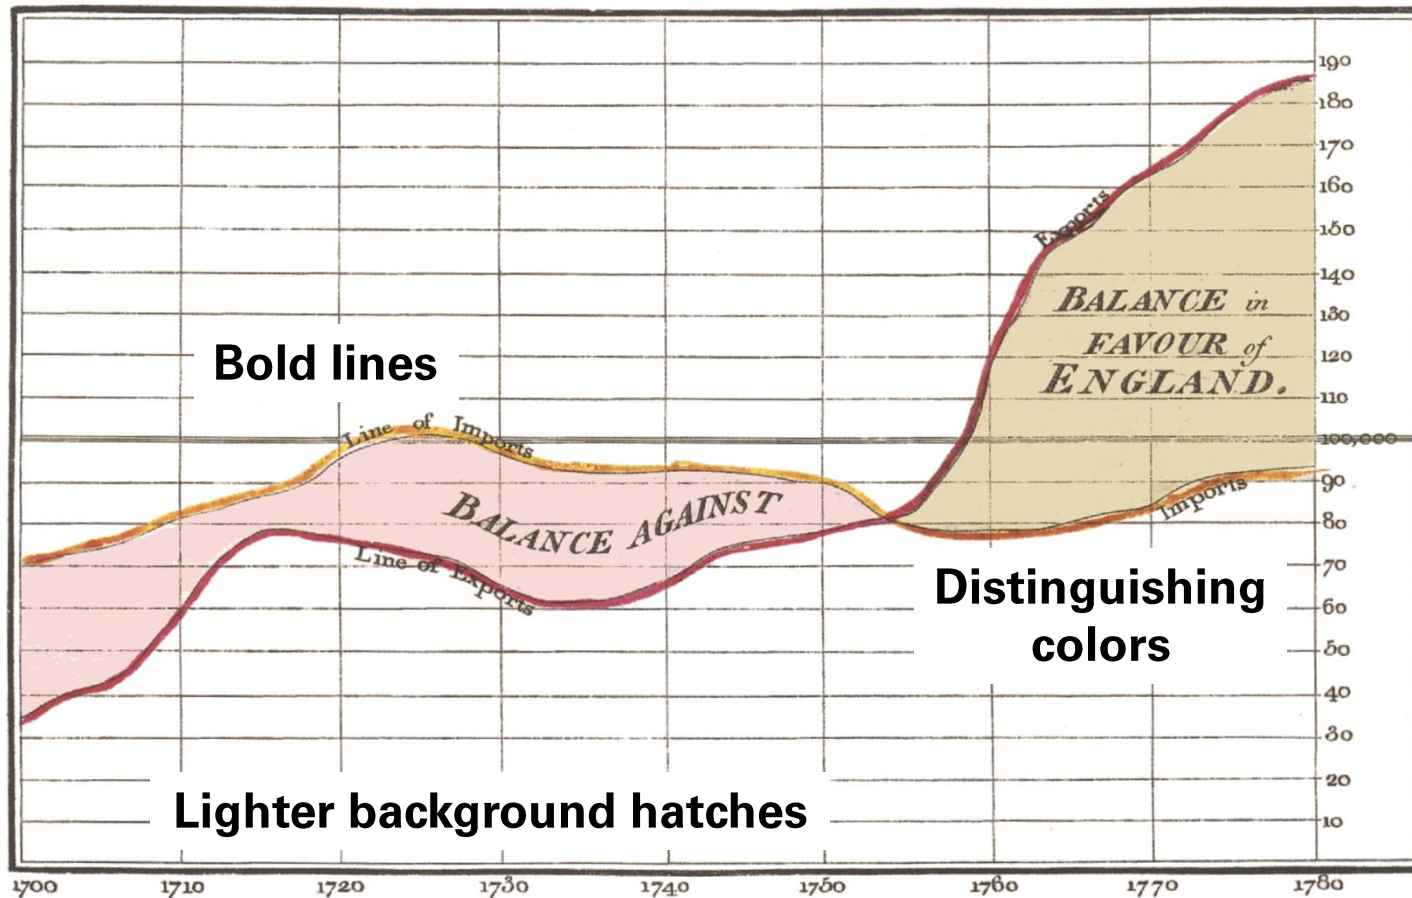 190
180
170
Exports
160
150
140
BALANCE in
130
FAVOUR of
120
ENGLAND.
110
Bold lines
Line of Imports
100,000
90
Imports
BALANCE AGAINST
80
Line of Exports
70
Distinguishing
colors
60
50
40
30
20
Lighter background hatches
10
1700 1710 1720 1730 1740 1750 1760 1770 1780